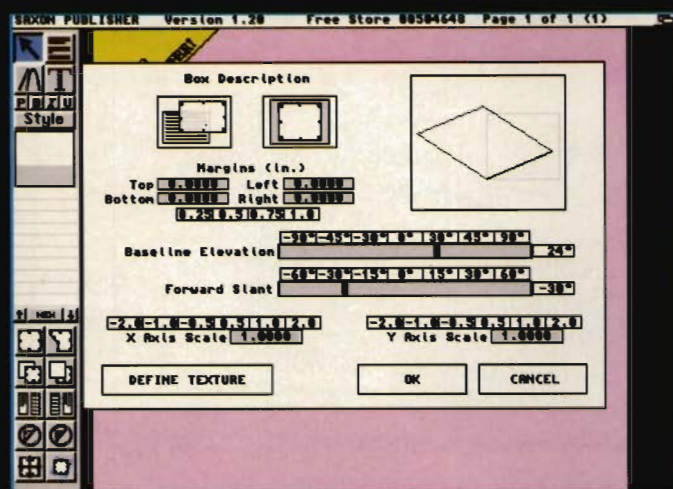 SAXON PUBLISHER Version 1.20 Free Store 00504648 Page 1 of 1 (1)
T
P B I U
Style
↑ NEW ↓
Box Description
Margins (in.)
Top 0.0000 Left 0.0000
Bottom 0.0000 Right 0.0000
0.25 0.5 0.75 1.0
-90° -45° -30° 0° 30° 45° 90°
Baseline Elevation 24°
-60° -30° -15° 0° 15° 30° 60°
Forward Slant -30°
-2.0 -1.0 -0.5 0.5 1.0 2.0
X Axis Scale 1.0000
-2.0 -1.0 -0.5 0.5 1.0 2.0
Y Axis Scale 1.0000
DEFINE TEXTURE
OK
CANCEL